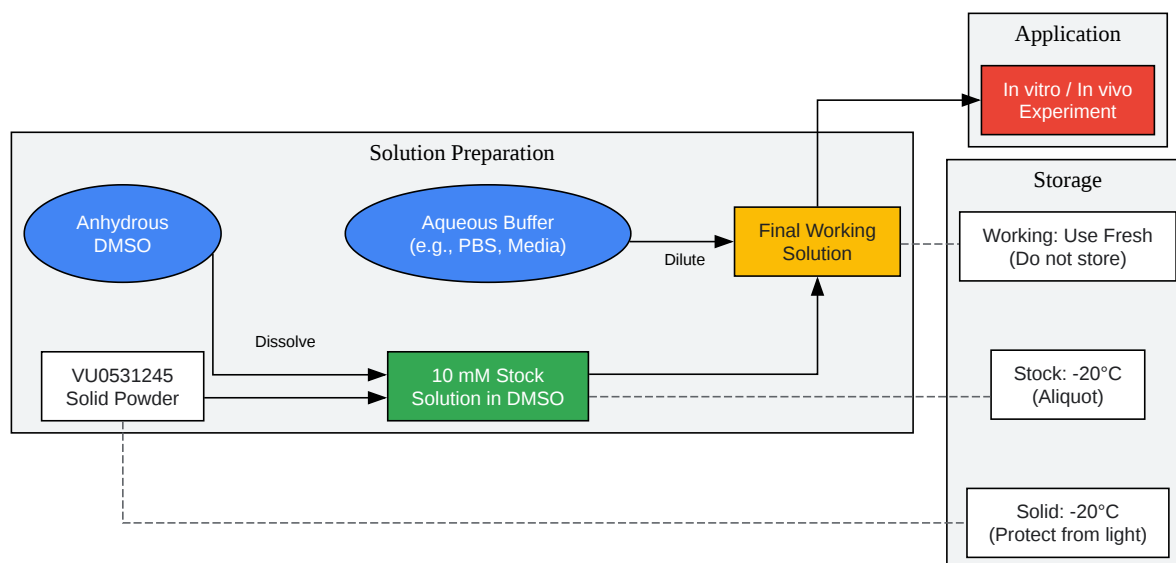 Application
In vitro / In vivo
Experiment
Solution Preparation
Anhydrous
DMSO
Aqueous Buffer
(e.g., PBS, Media)
Dilute
Final Working
Solution
Dissolve
VU0531245
Solid Powder
10 mM Stock
Solution in DMSO
Storage
Working: Use Fresh
(Do not store)
Stock: -20°C
(Aliquot)
Solid: -20°C
(Protect from light)